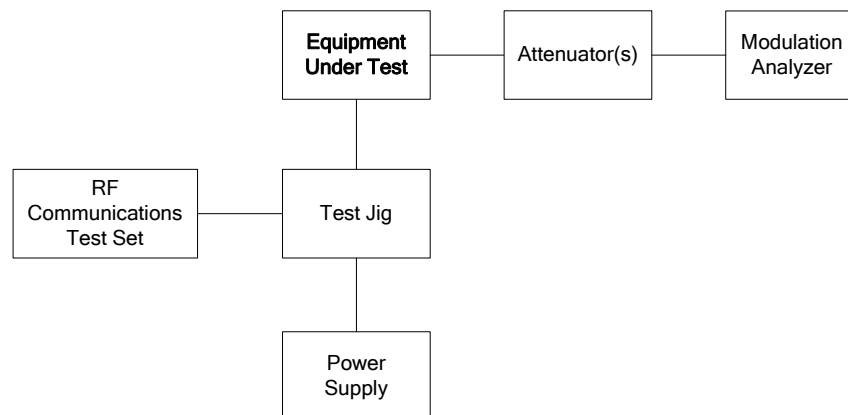 Equipment
Under Test
Attenuator(s)
Modulation
Analyzer
RF
Communications
Test Set
Test Jig
Power
Supply